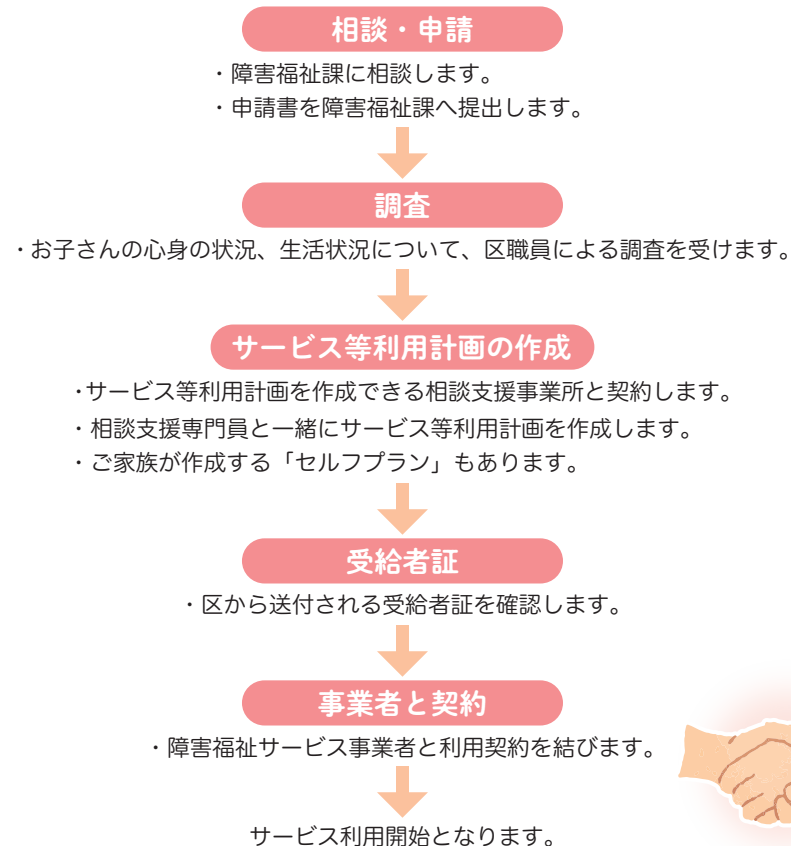 相談・申請
・障害福祉課に相談します。
・申請書を障害福祉課へ提出します。
調査
・お子さんの心身の状況、生活状況について、区職員による調査を受けます。
サービス等利用計画の作成
・サービス等利用計画を作成できる相談支援事業所と契約します。
・相談支援専門員と一緒にサービス等利用計画を作成します。
・ご家族が作成する「セルフプラン」もあります。
受給者証
・区から送付される受給者証を確認します。
事業者と契約
・障害福祉サービス事業者と利用契約を結びます。
サービス利用開始となります。